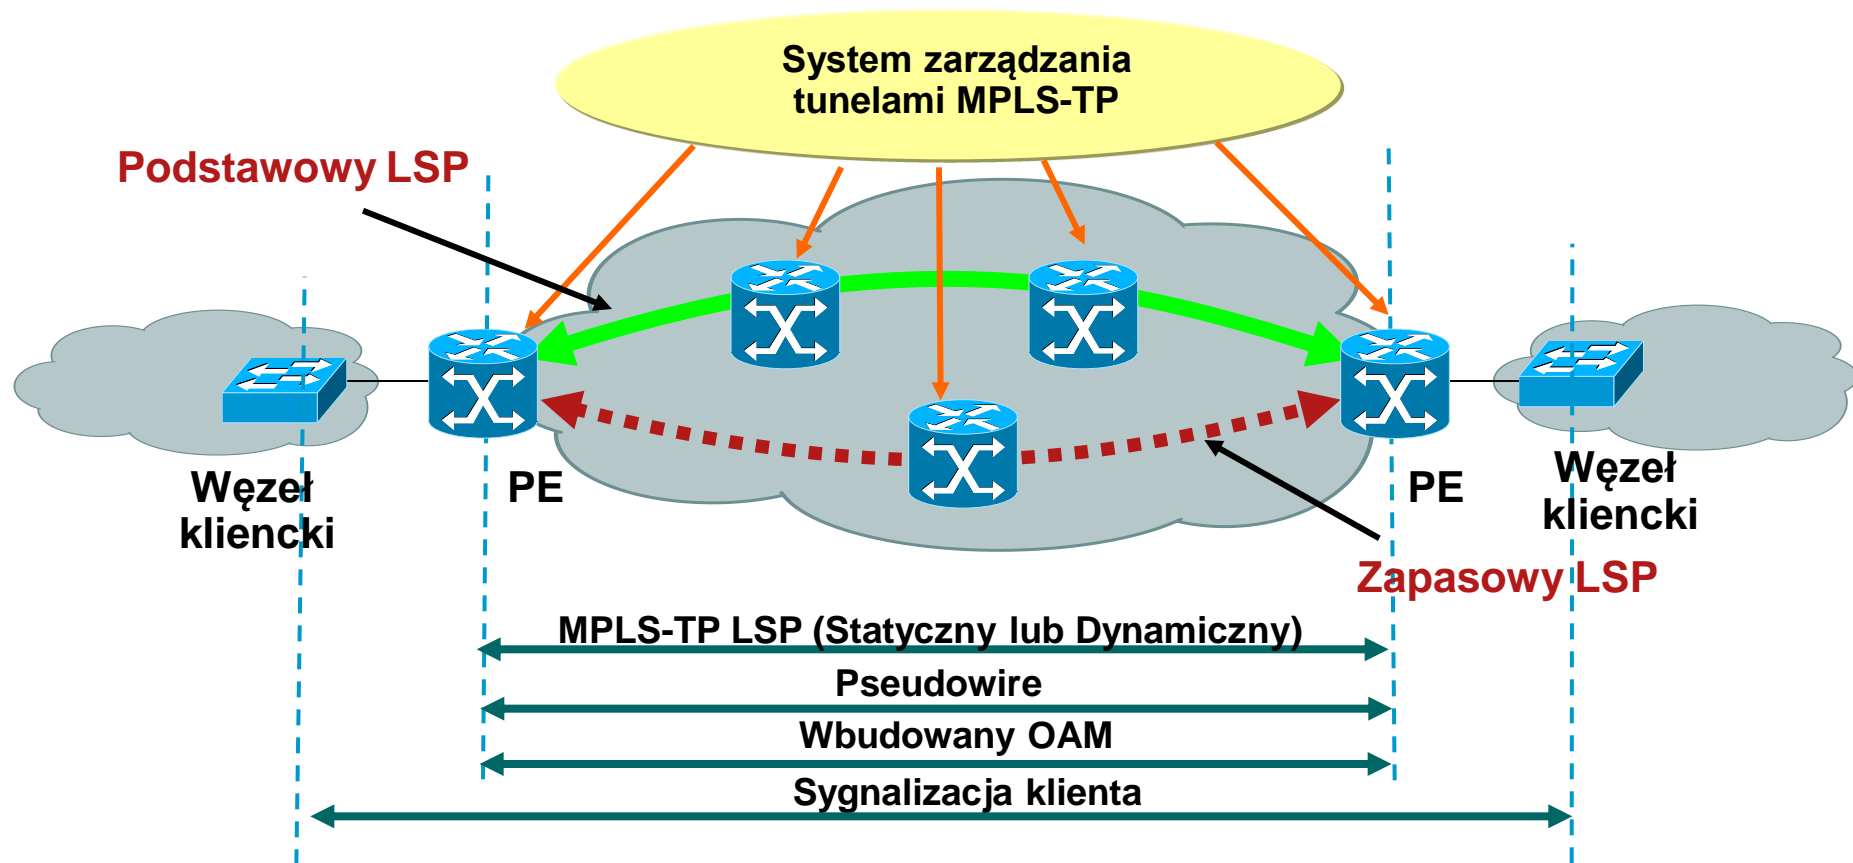 System zarządzania
tunelami MPLS-TP
Podstawowy LSP
Węzeł
kliencki
PE
PE
Węzeł
kliencki
Zapasowy LSP
MPLS-TP LSP (Statyczny lub Dynamiczny)
Pseudowire
Wbudowany OAM
Sygnalizacja klienta